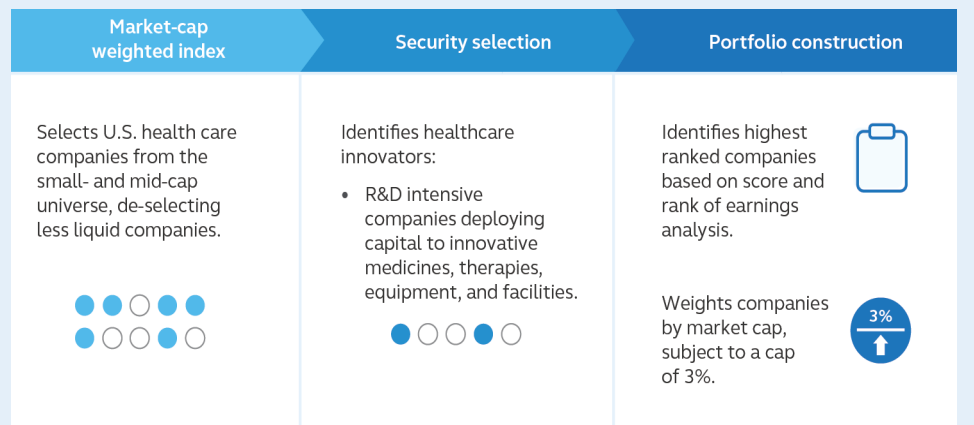 Market-cap
weighted index
Security selection
Portfolio construction
Selects U.S. health care
companies from the
small- and mid-cap
universe, de-selecting
less liquid companies.
Identifies healthcare
innovators:
• R&D intensive
companies deploying
capital to innovative
medicines, therapies,
equipment, and facilities.
Identifies highest
ranked companies
based on score and
rank of earnings
analysis.
Weights companies
by market cap,
subject to a cap
of 3%.
3%